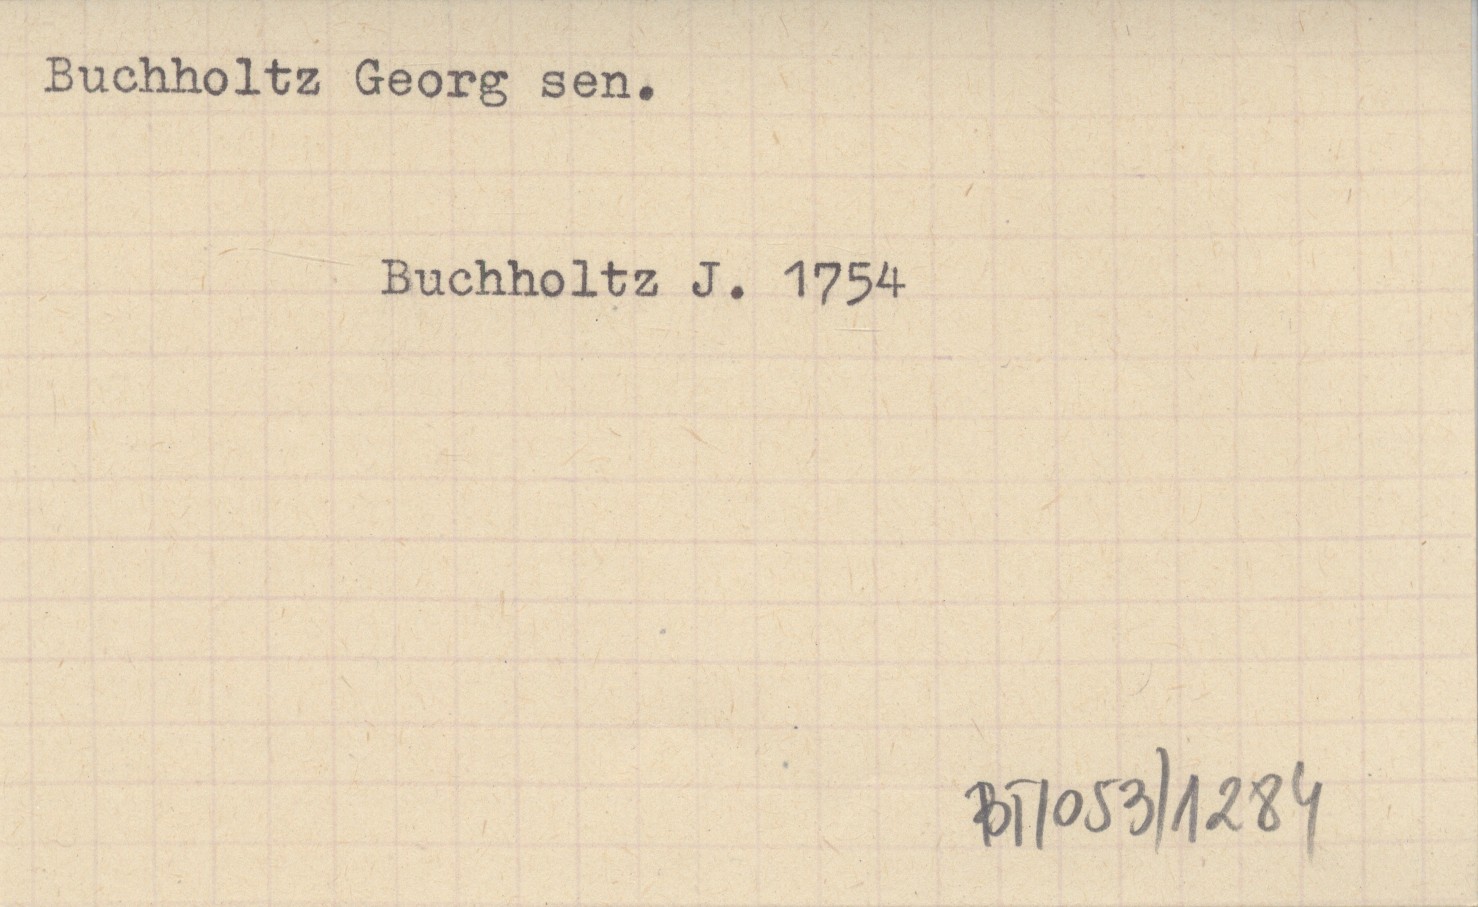 Buchholtz Georg sen.
Buchholtz J. 1754
BT/053/1284